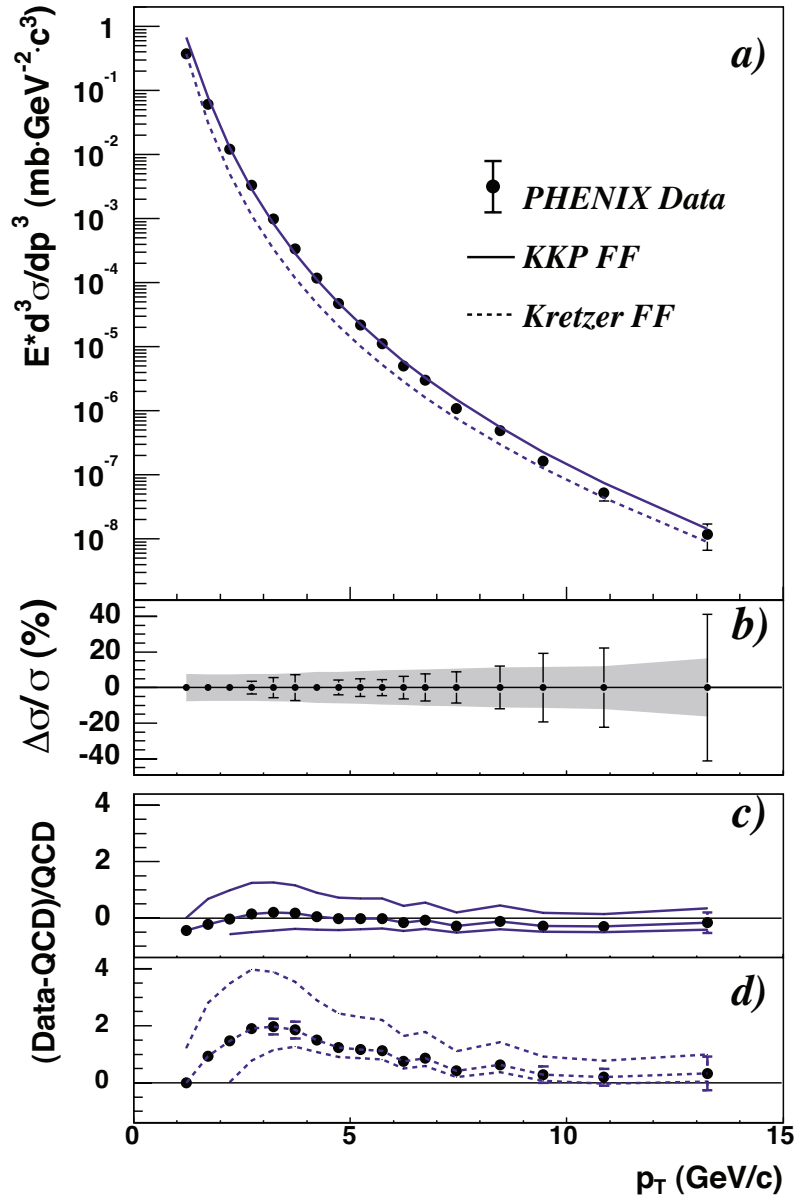 a)
E*d³σ/dp³ (mb·GeV⁻²·c³)
1
10⁻¹
10⁻²
10⁻³
10⁻⁴
10⁻⁵
10⁻⁶
10⁻⁷
10⁻⁸
PHENIX Data
KKP FF
Kretzer FF
b)
Δσ/σ (%)
40
20
0
-20
-40
c)
(Data-QCD)/QCD
4
2
0
d)
4
2
0
0 5 10 15
p_T (GeV/c)